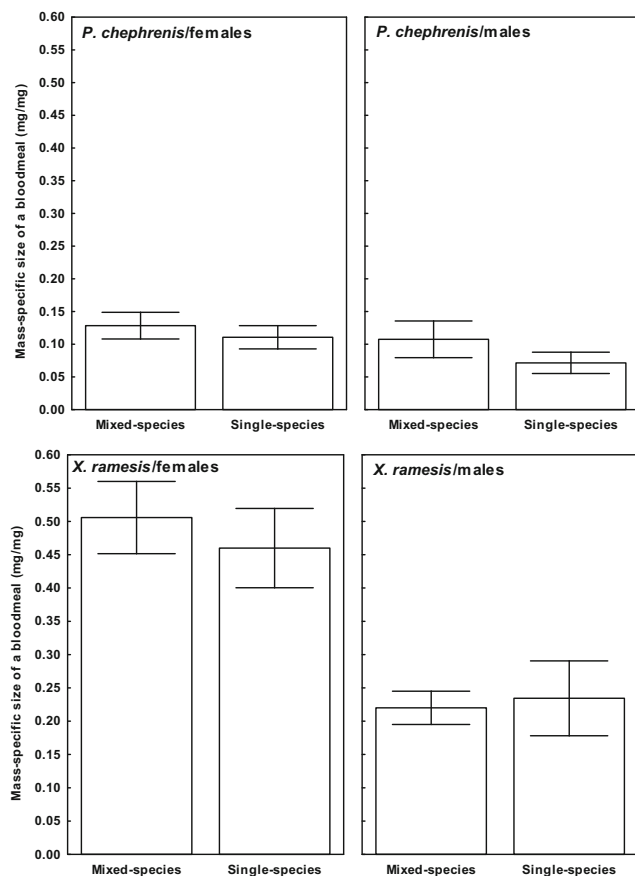 P. chephrenis/females
P. chephrenis/males
Mass-specific size of a bloodmeal (mg/mg)
0.60
0.55
0.50
0.45
0.40
0.35
0.30
0.25
0.20
0.15
0.10
0.05
0.00
Mixed-species Single-species
Mixed-species Single-species
X. ramesis/females
X. ramesis/males
Mass-specific size of a bloodmeal (mg/mg)
0.60
0.55
0.50
0.45
0.40
0.35
0.30
0.25
0.20
0.15
0.10
0.05
0.00
Mixed-species Single-species
Mixed-species Single-species